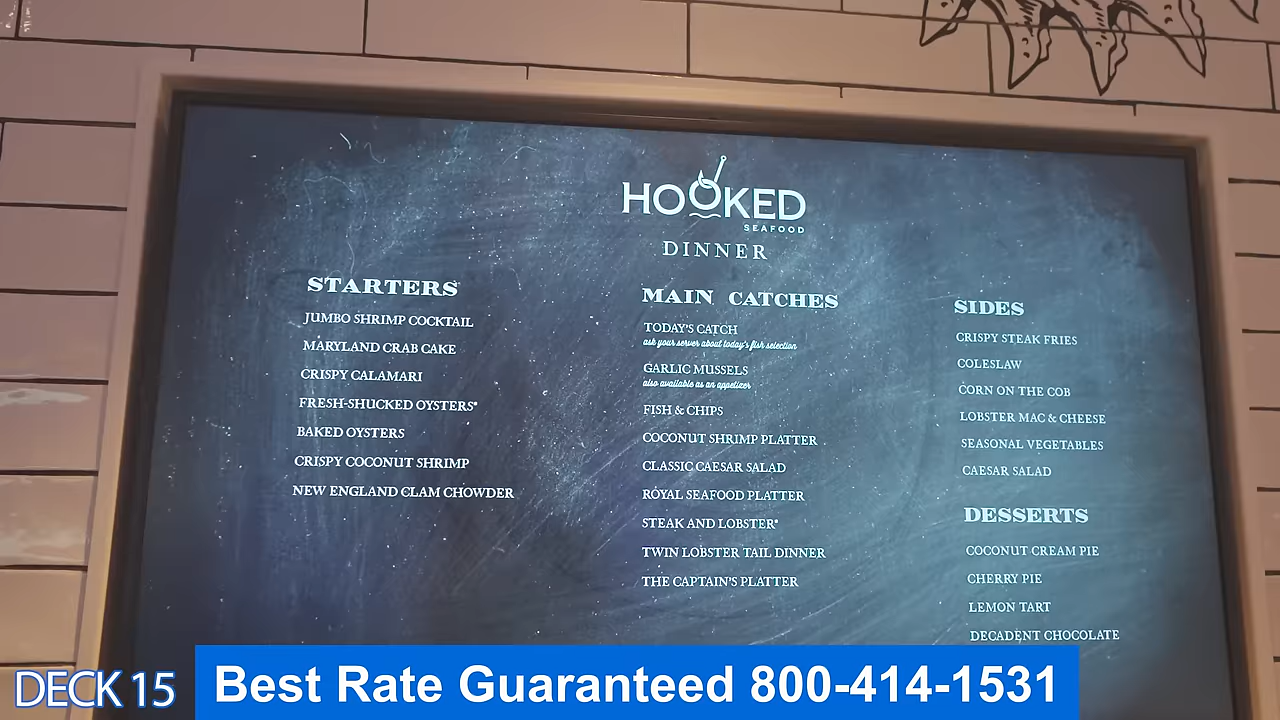 HOOKED
SEAFOOD
DINNER
STARTERS
JUMBO SHRIMP COCKTAIL
MARYLAND CRAB CAKE
CRISPY CALAMARI
FRESH-SHUCKED OYSTERS*
BAKED OYSTERS
CRISPY COCONUT SHRIMP
NEW ENGLAND CLAM CHOWDER
MAIN CATCHES
TODAY'S CATCH
ask your server about today's fish selection
GARLIC MUSSELS
also available as an appetizer
FISH & CHIPS
COCONUT SHRIMP PLATTER
CLASSIC CAESAR SALAD
ROYAL SEAFOOD PLATTER
STEAK AND LOBSTER*
TWIN LOBSTER TAIL DINNER
THE CAPTAIN'S PLATTER
SIDES
CRISPY STEAK FRIES
COLESLAW
CORN ON THE COB
LOBSTER MAC & CHEESE
SEASONAL VEGETABLES
CAESAR SALAD
DESSERTS
COCONUT CREAM PIE
CHERRY PIE
LEMON TART
DECADENT CHOCOLATE
DECK 15
Best Rate Guaranteed 800-414-1531